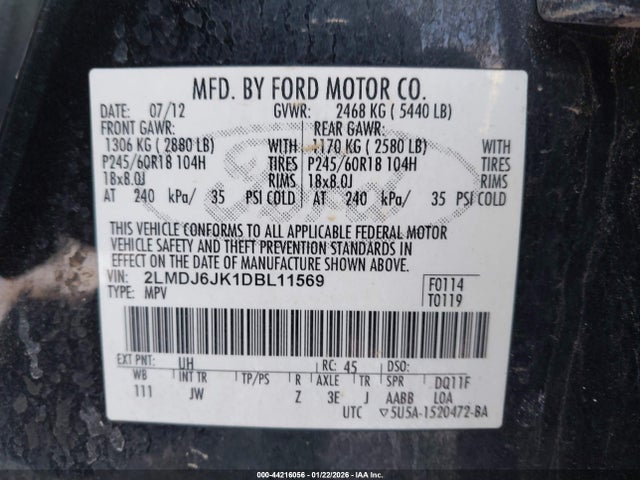 MFD. BY FORD MOTOR CO.
DATE: 07/12 GVWR: 2468 KG ( 5440 LB)
FRONT GAWR: REAR GAWR:
1306 KG ( 2880 LB) WITH 1170 KG ( 2580 LB) WITH
P245/60R18 104H TIRES P245/60R18 104H TIRES
18x8.0J RIMS 18x8.0J RIMS
AT 240 kPa/ 35 PSI COLD AT 240 kPa/ 35 PSI COLD
THIS VEHICLE CONFORMS TO ALL APPLICABLE FEDERAL MOTOR
VEHICLE SAFETY AND THEFT PREVENTION STANDARDS IN
EFFECT ON THE DATE OF MANUFACTURE SHOWN ABOVE.
VIN: 2LMDJ6JK1DBL11569 F0114
TYPE: MPV T0119
EXT PNT: UH RC: 45 DSO:
WB INT TR TP/PS R AXLE TR SPR DQ11F
111 JW Z 3E J AABB LOA
UTC ▽5U5A-1520472-BA
000-44216056 - 01/22/2026 - IAA Inc.